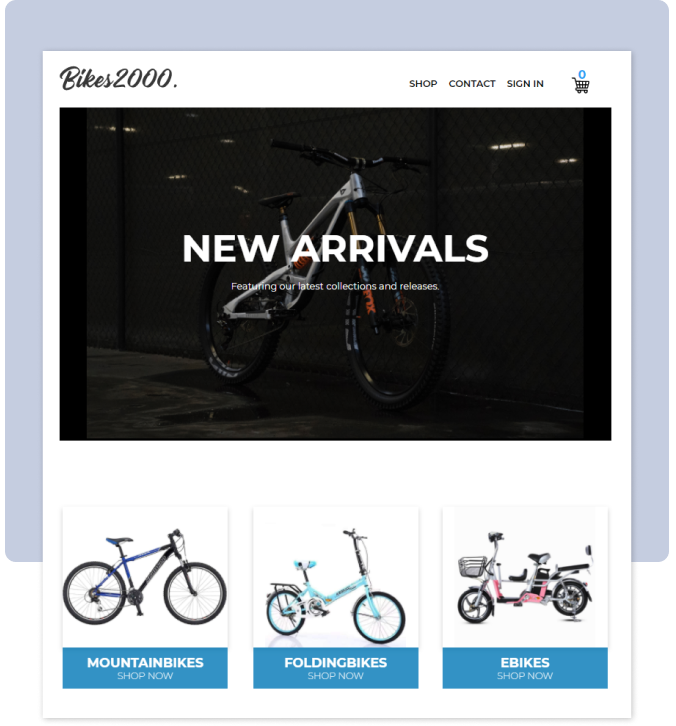 Bikes2000.
SHOP CONTACT SIGN IN 0
NEW ARRIVALS
Featuring our latest collections and releases.
MOUNTAINBIKES
SHOP NOW
FOLDINGBIKES
SHOP NOW
EBIKES
SHOP NOW